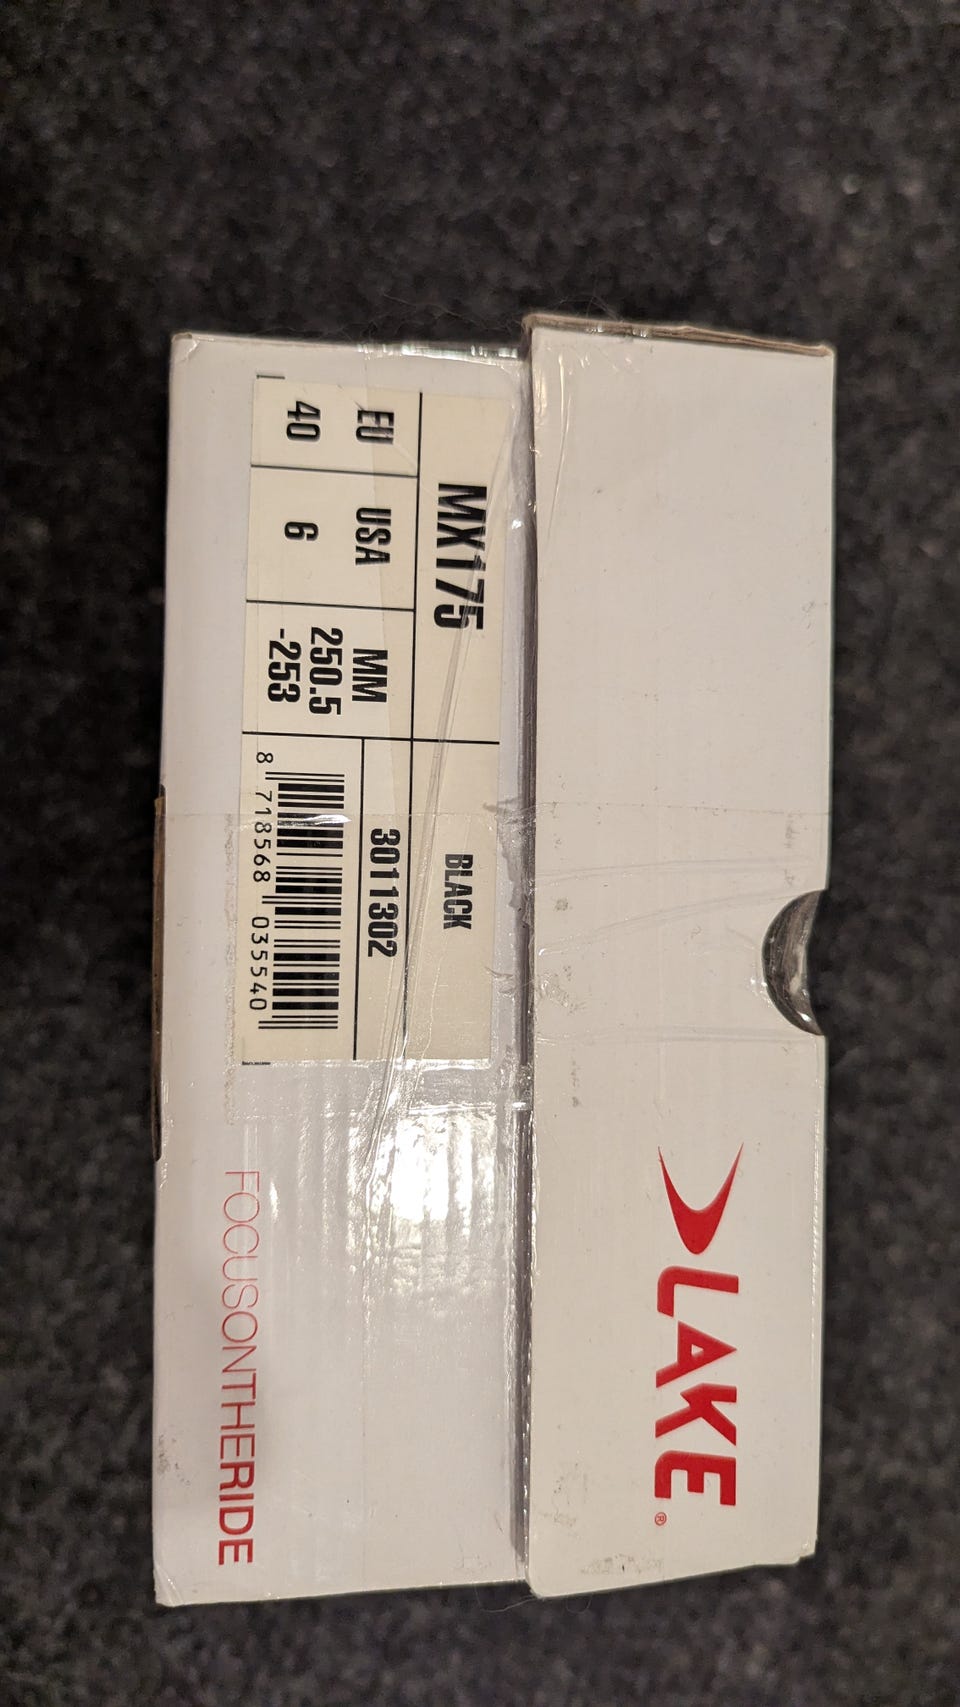 LAKE®
MX175
BLACK
EU
40
USA
6
MM
250.5
-253
3011302
8 718568 035540
FOCUSONTHERIDE